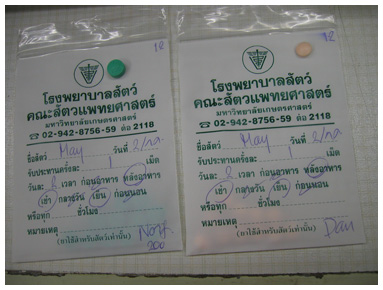 12
โรงพยาบาลสัตว์
คณะสัตวแพทยศาสตร์
มหาวิทยาลัยเกษตรศาสตร์
☎ 02-942-8756-59 ต่อ 2118
ชื่อสัตว์ May วันที่
รับประทานครั้งละ 1 เม็ด
วันละ 2 เวลา ก่อนอาหาร หลังอาหาร
เช้า กลางวัน เย็น ก่อนนอน
หรือทุก ชั่วโมง
หมายเหตุ
(ยาใช้สำหรับสัตว์เท่านั้น)
200
12
โรงพยาบาลสัตว์
คณะสัตวแพทยศาสตร์
มหาวิทยาลัยเกษตรศาสตร์
☎ 02-942-8756-59 ต่อ 2118
ชื่อสัตว์ May วันที่
รับประทานครั้งละ 1 เม็ด
วันละ 2 เวลา ก่อนอาหาร หลังอาหาร
เช้า กลางวัน เย็น ก่อนนอน
หรือทุก ชั่วโมง
หมายเหตุ
(ยาใช้สำหรับสัตว์เท่านั้น)